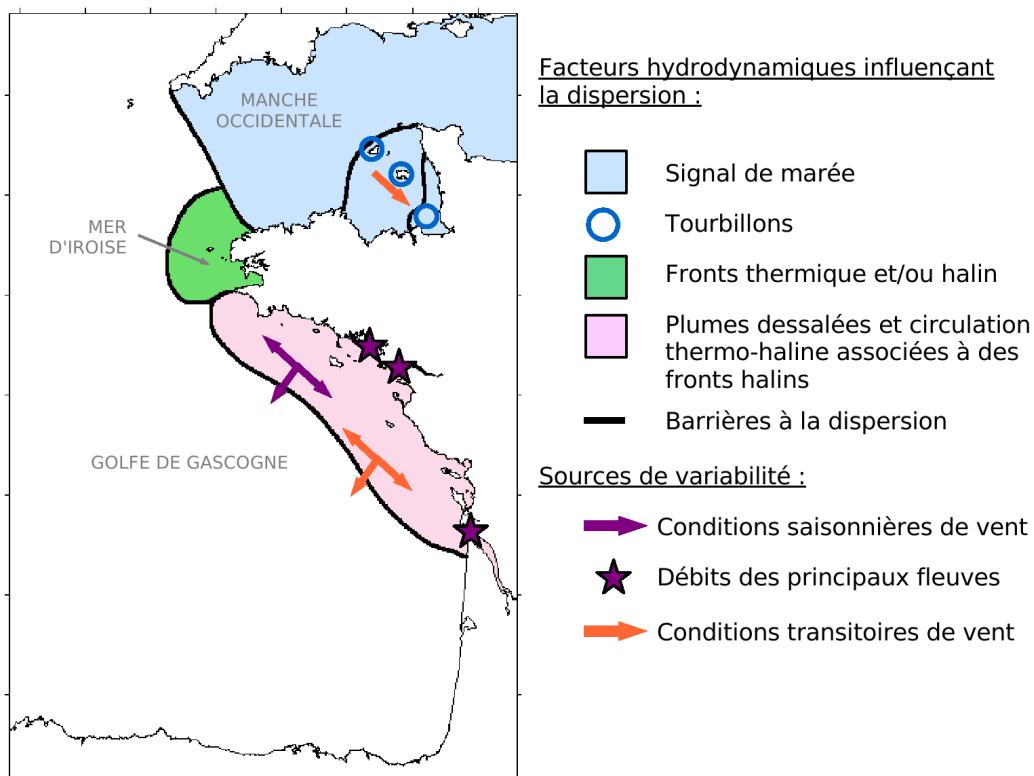 MANCHE
OCCIDENTALE
MER
D'IROISE
GOLFE DE GASCOGNE
Facteurs hydrodynamiques influençant
la dispersion :
Signal de marée
Tourbillons
Fronts thermique et/ou halin
Plumes dessalées et circulation
thermo-haline associées à des
fronts halins
Barrières à la dispersion
Sources de variabilité :
Conditions saisonnières de vent
Débits des principaux fleuves
Conditions transitoires de vent